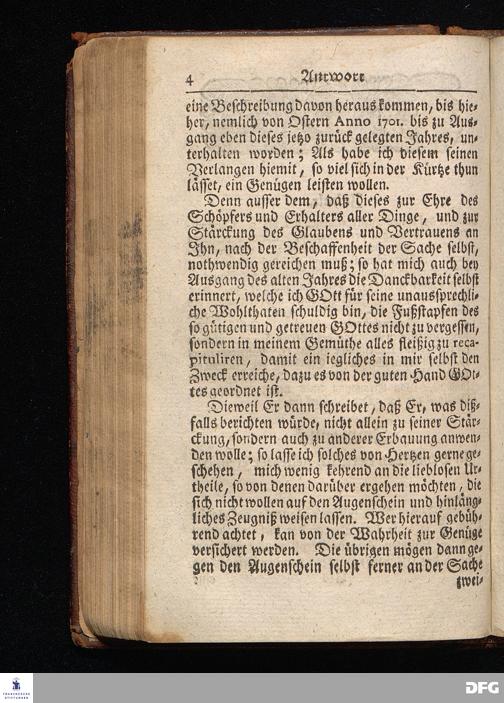 4 Antwort
eine Beschreibung davon heraus kommen, bis hie-
her, nemlich von Ostern Anno 1701. bis zu Aus-
gang eben dieses jetzo zurück gelegten Jahres, un-
terhalten worden; Als habe ich diesem seinen
Verlangen hiemit, so viel sich in der Kürtze thun
lässet, ein Genügen leisten wollen.
Denn ausser dem, daß dieses zur Ehre des
Schöpfers und Erhalters aller Dinge, und zur
Stärckung des Glaubens und Vertrauens an
Ihn, nach der Beschaffenheit der Sache selbst,
nothwendig gereichen muß; so hat mich auch bey
Ausgang des alten Jahres die Danckbarkeit selbst
erinnert, welche ich GOtt für seine unaussprechli-
che Wohlthaten schuldig bin, die Fußstapfen des
so gütigen und getreuen GOttes nicht zu vergessen,
sondern in meinem Gemüthe alles fleißig zu reca-
pituliren, damit ein iegliches in mir selbst den
Zweck erreiche, dazu es von der guten Hand GOt-
tes geordnet ist.
Dieweil Er dann schreibet, daß Er, was diß-
falls berichten würde, nicht allein zu seiner Stär-
ckung, sondern auch zu anderer Erbauung anwen-
den wolle; so lasse ich solches von Hertzen gerne ge-
schehen, mich wenig kehrend an die lieblosen Ur-
theile, so von denen darüber ergehen möchten, die
sich nicht wollen auf den Augenschein und hinläng-
liches Zeugniß weisen lassen. Wer hierauf gebüh-
rend achtet, kan von der Wahrheit zur Genüge
versichert werden. Die übrigen mögen dann ge-
gen den Augenschein selbst ferner an der Sache
zwei-
FRANCKESCHE
STIFTUNGEN
DFG